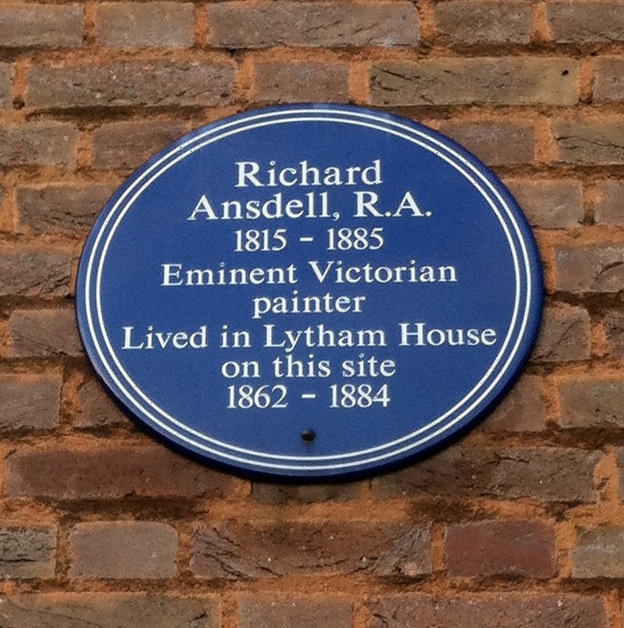 Richard
Ansdell, R.A.
1815 - 1885
Eminent Victorian
painter
Lived in Lytham House
on this site
1862 - 1884